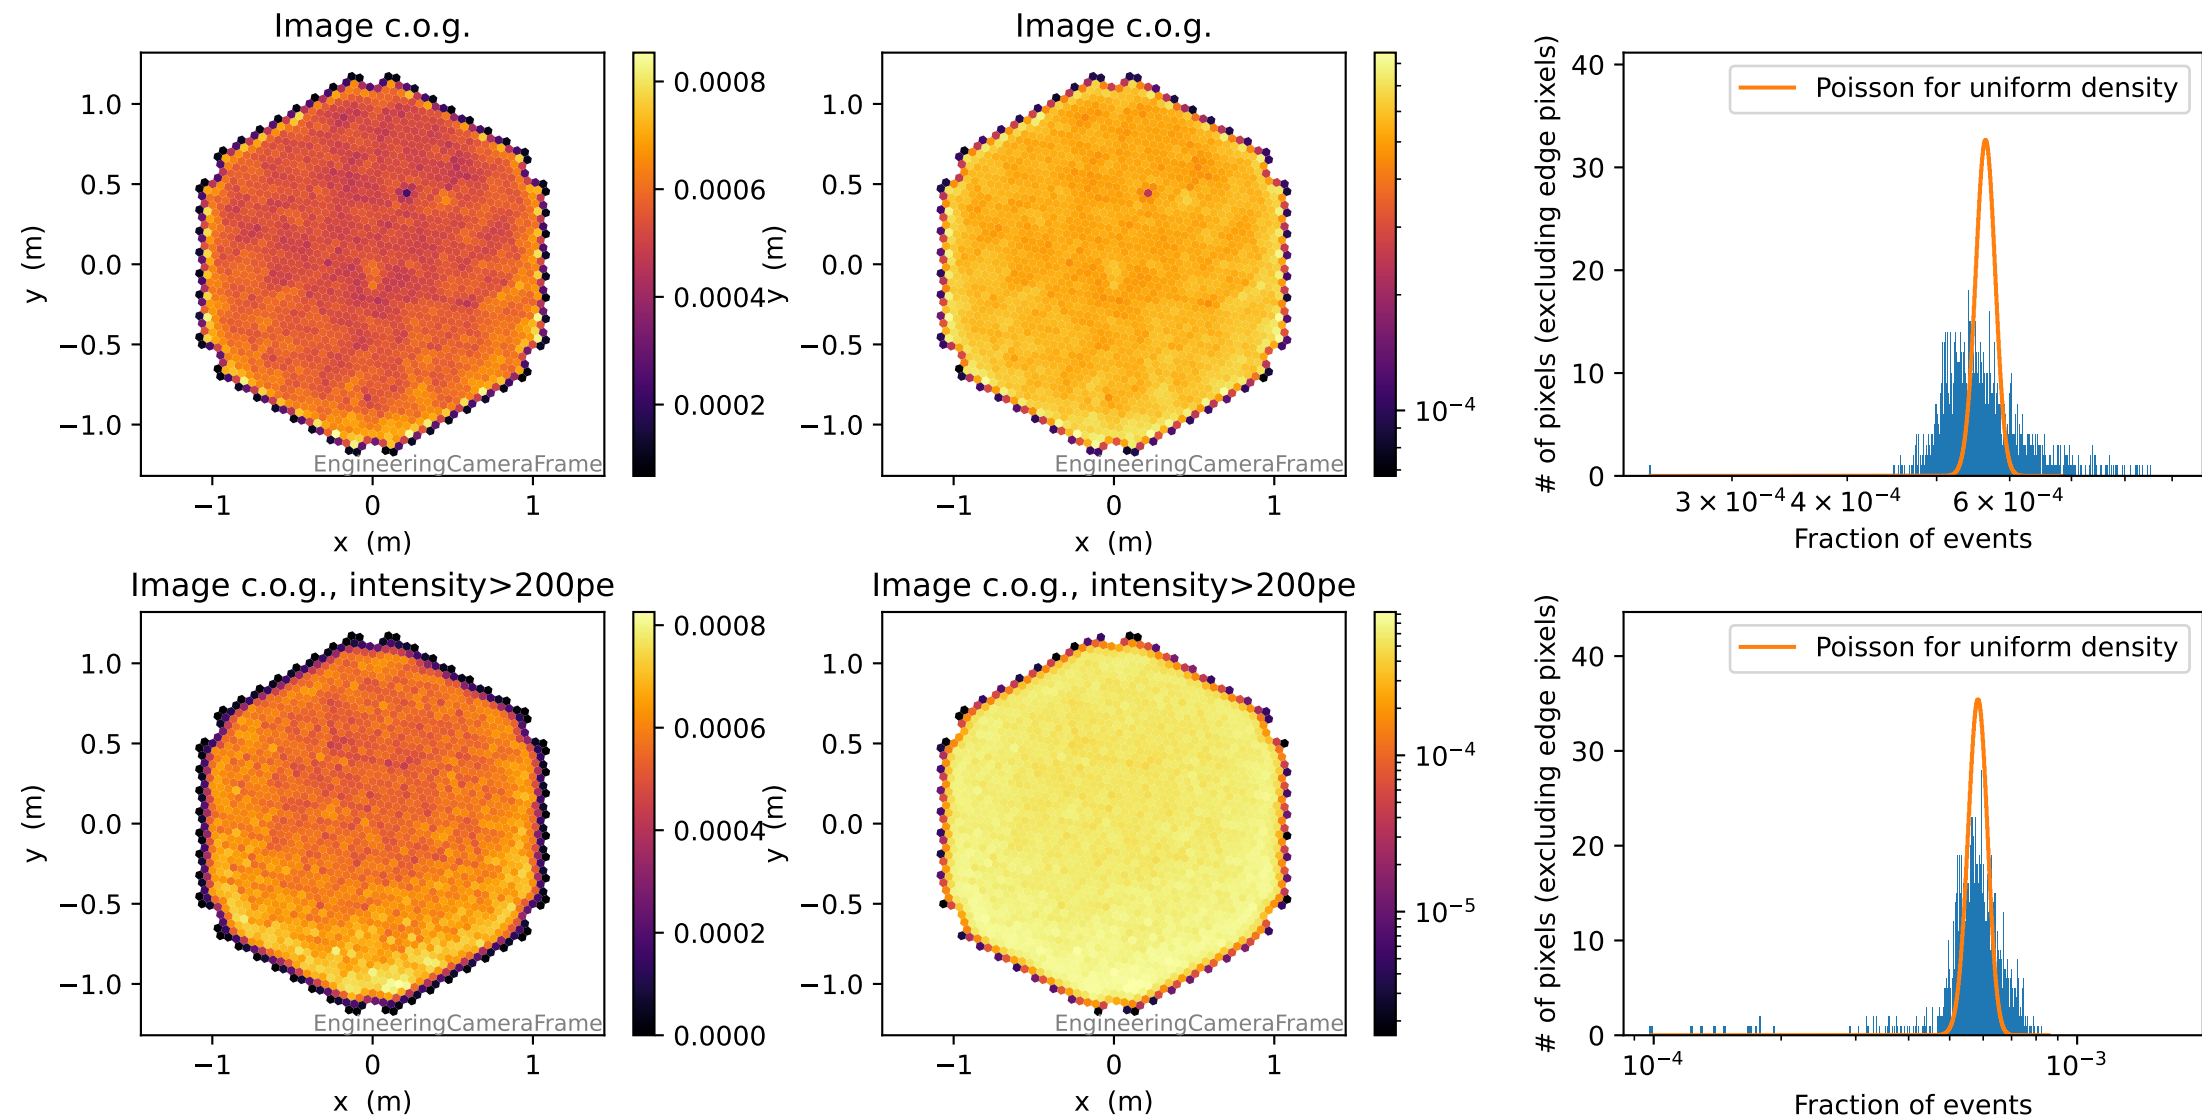 Image c.o.g.
1.0
0.5
0.0
−0.5
−1.0
y (m)
−1
0
1
x (m)
EngineeringCameraFrame
0.0008
0.0006
0.0004
0.0002
Image c.o.g.
1.0
0.5
0.0
−0.5
−1.0
y (m)
−1
0
1
x (m)
EngineeringCameraFrame
10⁻⁴
# of pixels (excluding edge pixels)
40
30
20
10
0
Poisson for uniform density
3 × 10⁻⁴
4 × 10⁻⁴
6 × 10⁻⁴
Fraction of events
Image c.o.g., intensity>200pe
1.0
0.5
0.0
−0.5
−1.0
y (m)
−1
0
1
x (m)
EngineeringCameraFrame
0.0008
0.0006
0.0004
0.0002
0.0000
Image c.o.g., intensity>200pe
1.0
0.5
0.0
−0.5
−1.0
y (m)
−1
0
1
x (m)
EngineeringCameraFrame
10⁻⁴
10⁻⁵
# of pixels (excluding edge pixels)
40
30
20
10
0
Poisson for uniform density
10⁻⁴
10⁻³
Fraction of events